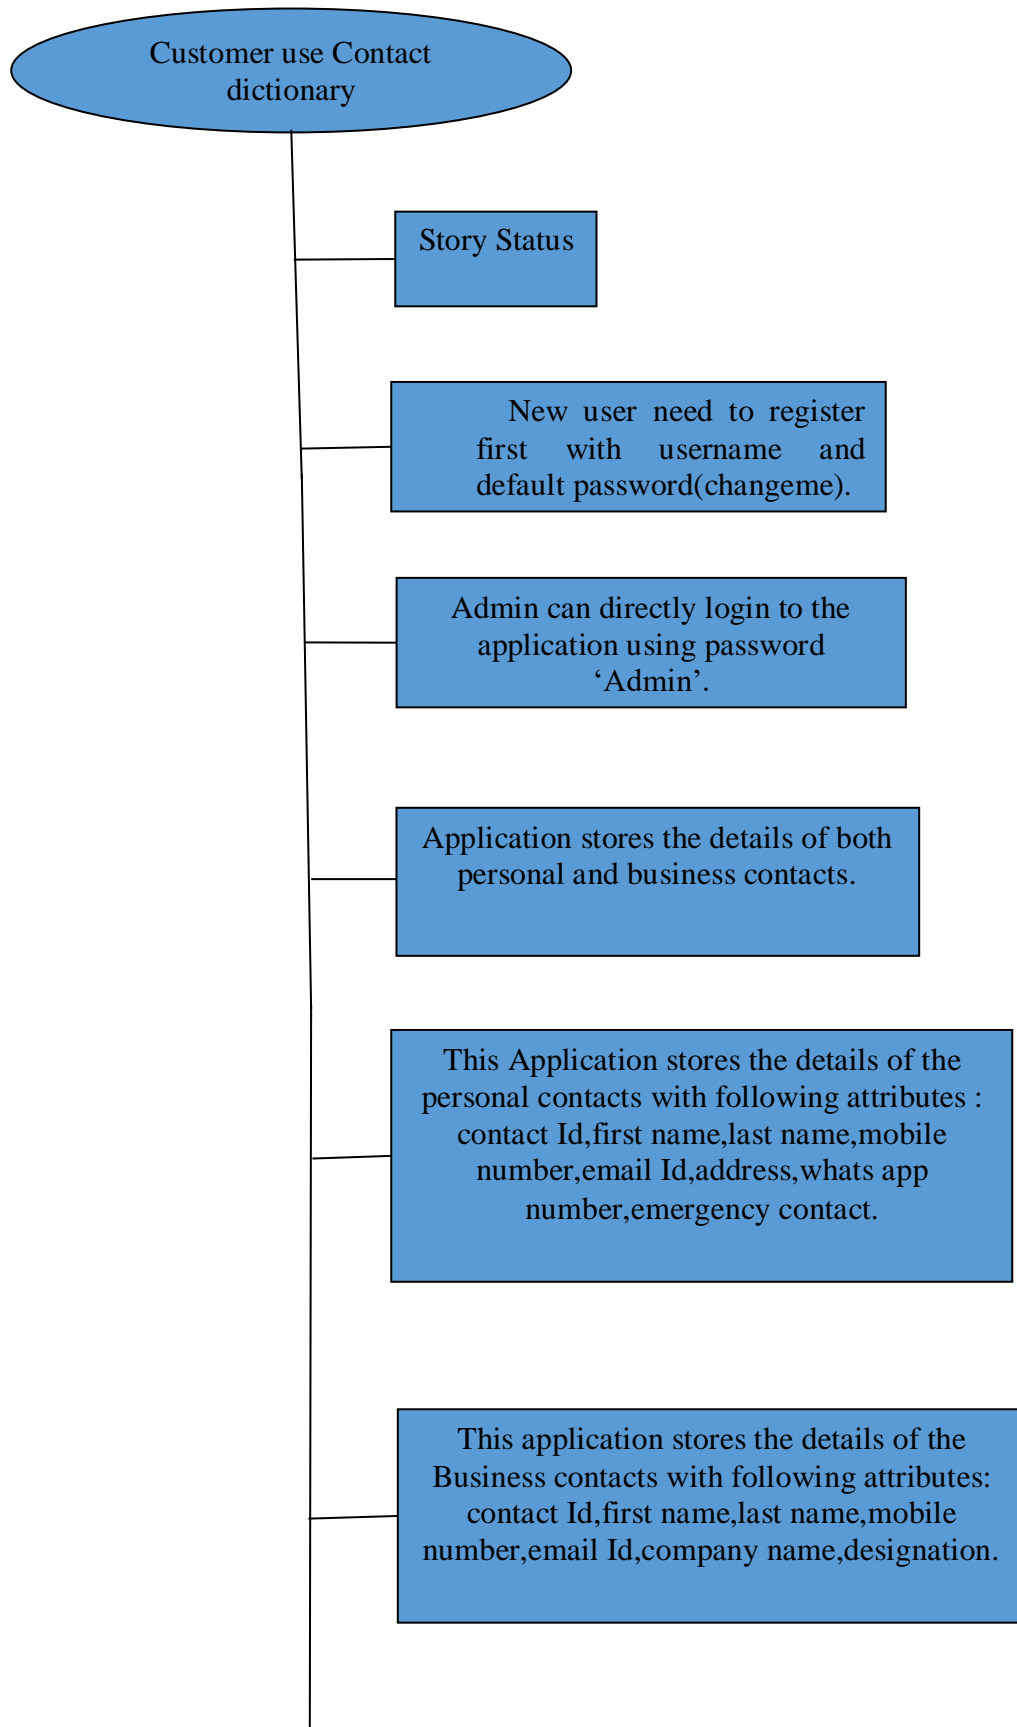 Customer use Contact
dictionary
Story Status
New user need to register
first with username and
default password(changeme).
Admin can directly login to the
application using password
‘Admin’.
Application stores the details of both
personal and business contacts.
This Application stores the details of the
personal contacts with following attributes :
contact Id,first name,last name,mobile
number,email Id,address,whats app
number,emergency contact.
This application stores the details of the
Business contacts with following attributes:
contact Id,first name,last name,mobile
number,email Id,company name,designation.